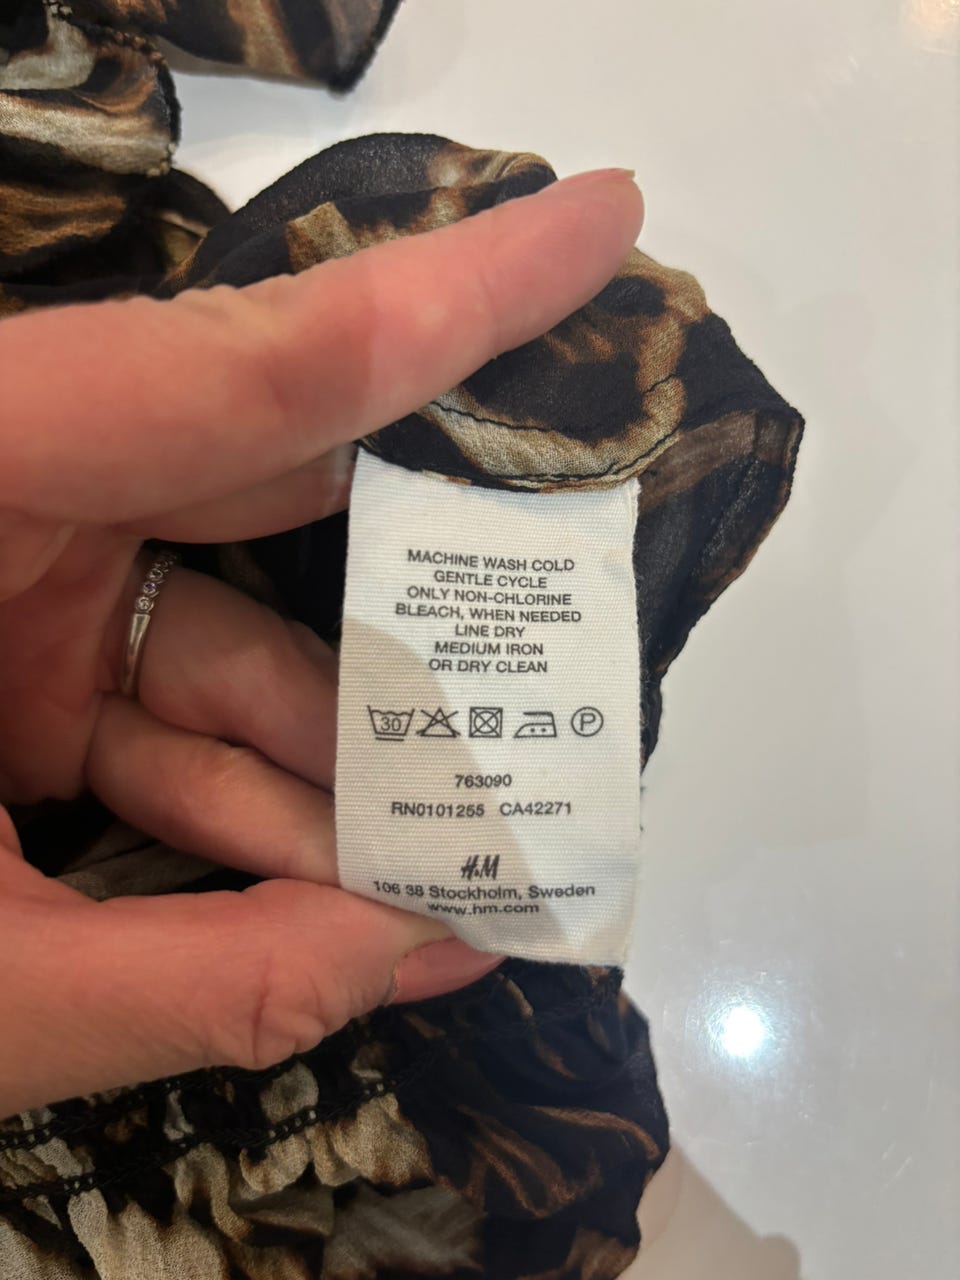 MACHINE WASH COLD
GENTLE CYCLE
ONLY NON-CHLORINE
BLEACH, WHEN NEEDED
LINE DRY
MEDIUM IRON
OR DRY CLEAN
30 P
763090
RN0101255 CA42271
H&M
106 38 Stockholm, Sweden
www.hm.com